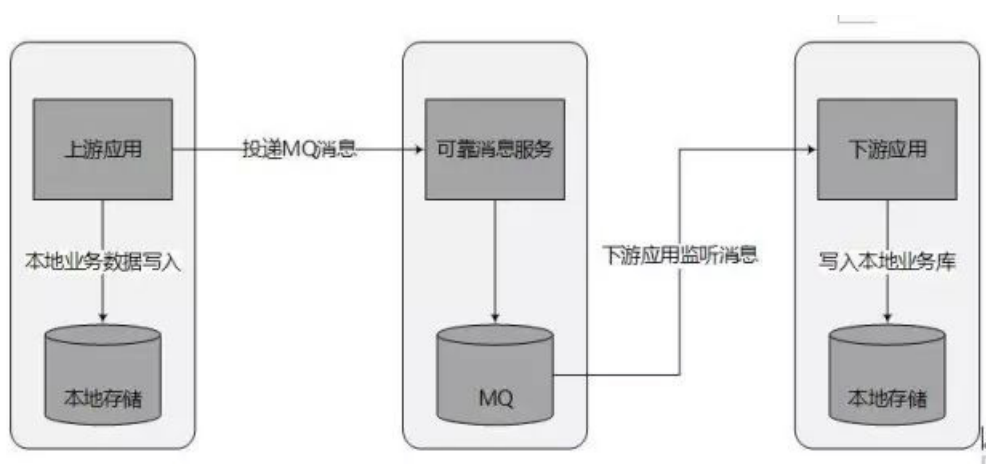 上游应用
投递MQ消息
可靠消息服务
下游应用
本地业务数据写入
下游应用监听消息
写入本地业务库
本地存储
MQ
本地存储